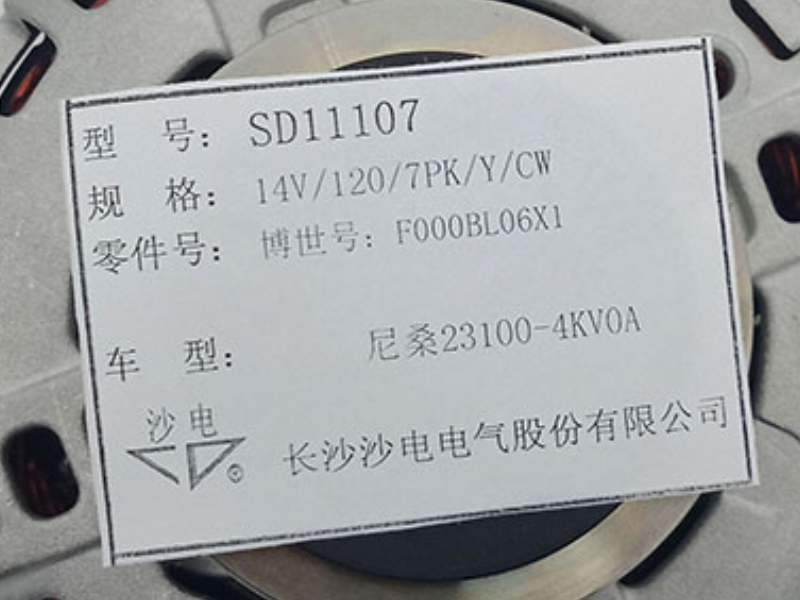 型 号： SD11107
规 格： 14V/120/7PK/Y/CW
零件号： 博世号：F000BL06X1
车 型： 尼桑23100-4KV0A
沙电
长沙沙电电气股份有限公司